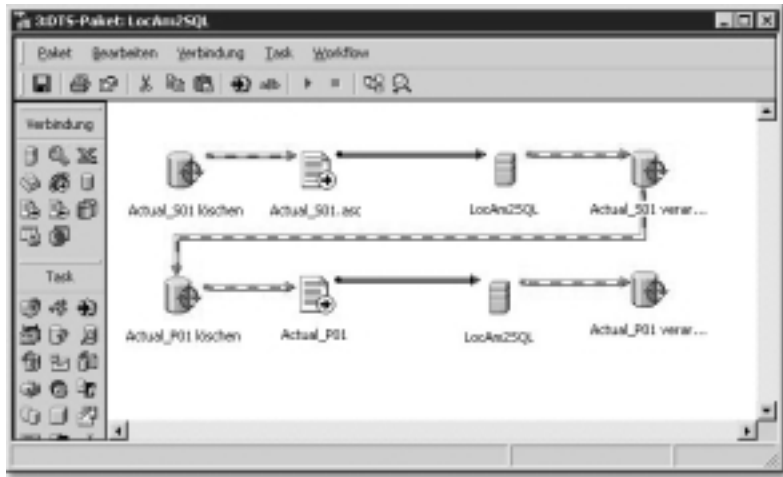 3:DTS-Paket: LocAm2SQL
Paket Bearbeiten Verbindung Task Workflow
Verbindung
Task
Actual_S01 löschen Actual_S01.asc LocAm2SQL Actual_S01 verar...
Actual_P01 löschen Actual_P01 LocAm2SQL Actual_P01 verar...